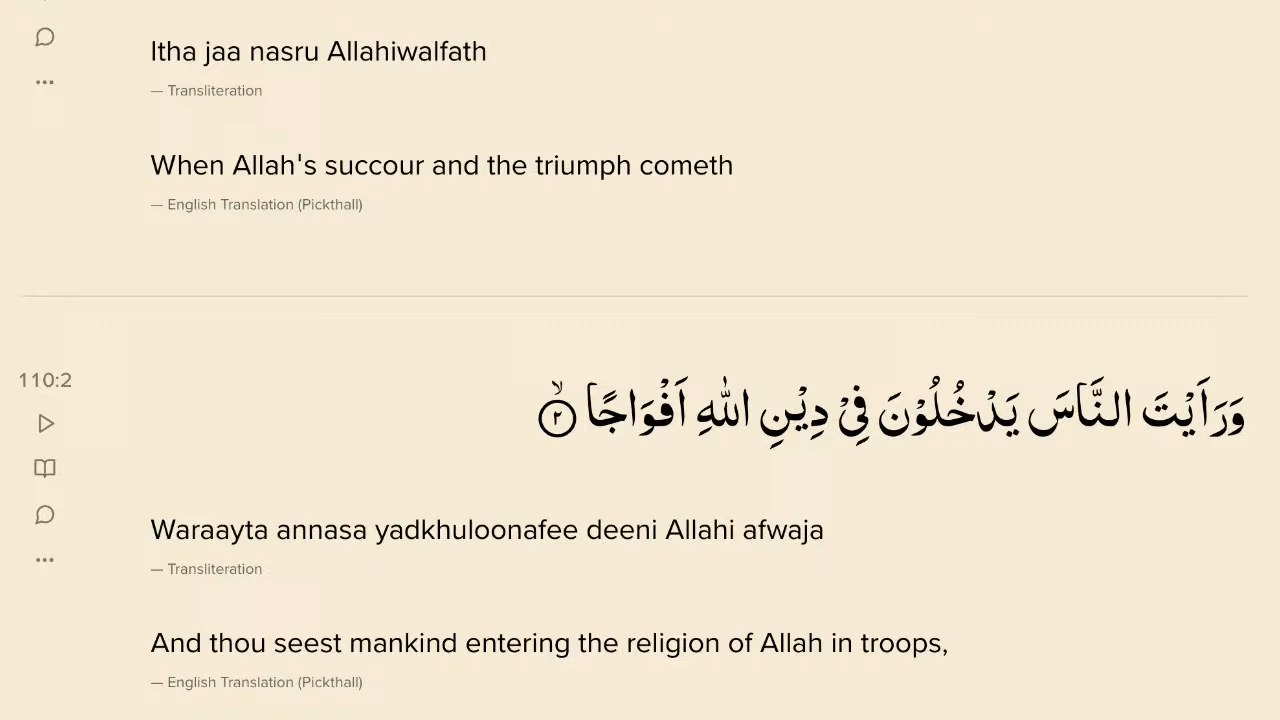 Itha jaa nasru Allahiwalfath
— Transliteration
When Allah's succour and the triumph cometh
— English Translation (Pickthall)
110:2
وَرَاَيْتَ النَّاسَ يَدْخُلُوْنَ فِيْ دِيْنِ اللّٰهِ اَفْوَاجًا ۙ‏ ٢
Waraayta annasa yadkhuloonafee deeni Allahi afwaja
— Transliteration
And thou seest mankind entering the religion of Allah in troops,
— English Translation (Pickthall)